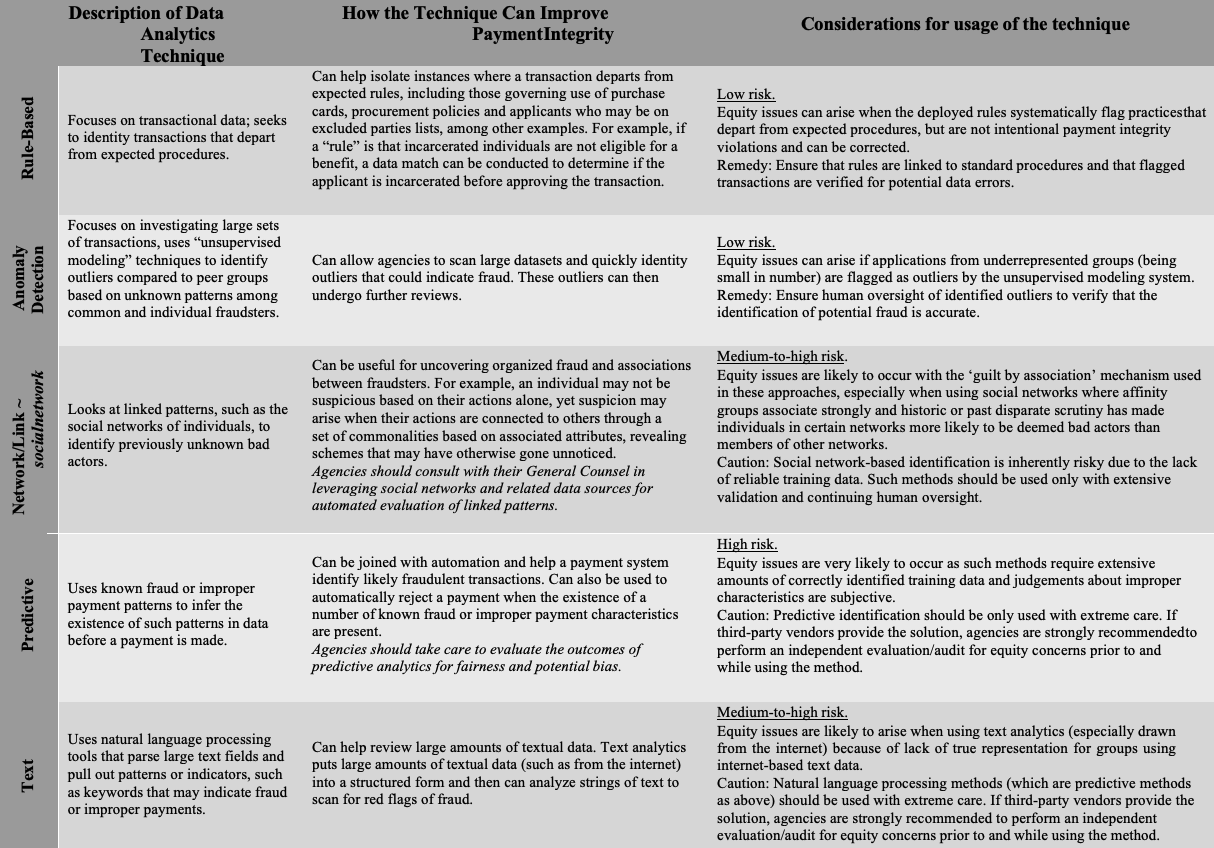 Description of Data
Analytics
Technique
How the Technique Can Improve
PaymentIntegrity
Considerations for usage of the technique
Rule-Based
Focuses on transactional data; seeks
to identity transactions that depart
from expected procedures.
Can help isolate instances where a transaction departs from
expected rules, including those governing use of purchase
cards, procurement policies and applicants who may be on
excluded parties lists, among other examples. For example, if
a “rule” is that incarcerated individuals are not eligible for a
benefit, a data match can be conducted to determine if the
applicant is incarcerated before approving the transaction.
Low risk.
Equity issues can arise when the deployed rules systematically flag practicesthat
depart from expected procedures, but are not intentional payment integrity
violations and can be corrected.
Remedy: Ensure that rules are linked to standard procedures and that flagged
transactions are verified for potential data errors.
Anomaly
Detection
Focuses on investigating large sets
of transactions, uses “unsupervised
modeling” techniques to identify
outliers compared to peer groups
based on unknown patterns among
common and individual fraudsters.
Can allow agencies to scan large datasets and quickly identity
outliers that could indicate fraud. These outliers can then
undergo further reviews.
Low risk.
Equity issues can arise if applications from underrepresented groups (being
small in number) are flagged as outliers by the unsupervised modeling system.
Remedy: Ensure human oversight of identified outliers to verify that the
identification of potential fraud is accurate.
Network/Link ~
socialnetwork
Looks at linked patterns, such as the
social networks of individuals, to
identify previously unknown bad
actors.
Can be useful for uncovering organized fraud and associations
between fraudsters. For example, an individual may not be
suspicious based on their actions alone, yet suspicion may
arise when their actions are connected to others through a
set of commonalities based on associated attributes, revealing
schemes that may have otherwise gone unnoticed.
Agencies should consult with their General Counsel in
leveraging social networks and related data sources for
automated evaluation of linked patterns.
Medium-to-high risk.
Equity issues are likely to occur with the ‘guilt by association’ mechanism used
in these approaches, especially when using social networks where affinity
groups associate strongly and historic or past disparate scrutiny has made
individuals in certain networks more likely to be deemed bad actors than
members of other networks.
Caution: Social network-based identification is inherently risky due to the lack
of reliable training data. Such methods should be used only with extensive
validation and continuing human oversight.
Predictive
Uses known fraud or improper
payment patterns to infer the
existence of such patterns in data
before a payment is made.
Can be joined with automation and help a payment system
identify likely fraudulent transactions. Can also be used to
automatically reject a payment when the existence of a
number of known fraud or improper payment characteristics
are present.
Agencies should take care to evaluate the outcomes of
predictive analytics for fairness and potential bias.
High risk.
Equity issues are very likely to occur as such methods require extensive
amounts of correctly identified training data and judgements about improper
characteristics are subjective.
Caution: Predictive identification should be only used with extreme care. If
third-party vendors provide the solution, agencies are strongly recommendedto
perform an independent evaluation/audit for equity concerns prior to and
while using the method.
Text
Uses natural language processing
tools that parse large text fields and
pull out patterns or indicators, such
as keywords that may indicate fraud
or improper payments.
Can help review large amounts of textual data. Text analytics
puts large amounts of textual data (such as from the internet)
into a structured form and then can analyze strings of text to
scan for red flags of fraud.
Medium-to-high risk.
Equity issues are likely to arise when using text analytics (especially drawn
from the internet) because of lack of true representation for groups using
internet-based text data.
Caution: Natural language processing methods (which are predictive methods
as above) should be used with extreme care. If third-party vendors provide the
solution, agencies are strongly recommended to perform an independent
evaluation/audit for equity concerns prior to and while using the method.